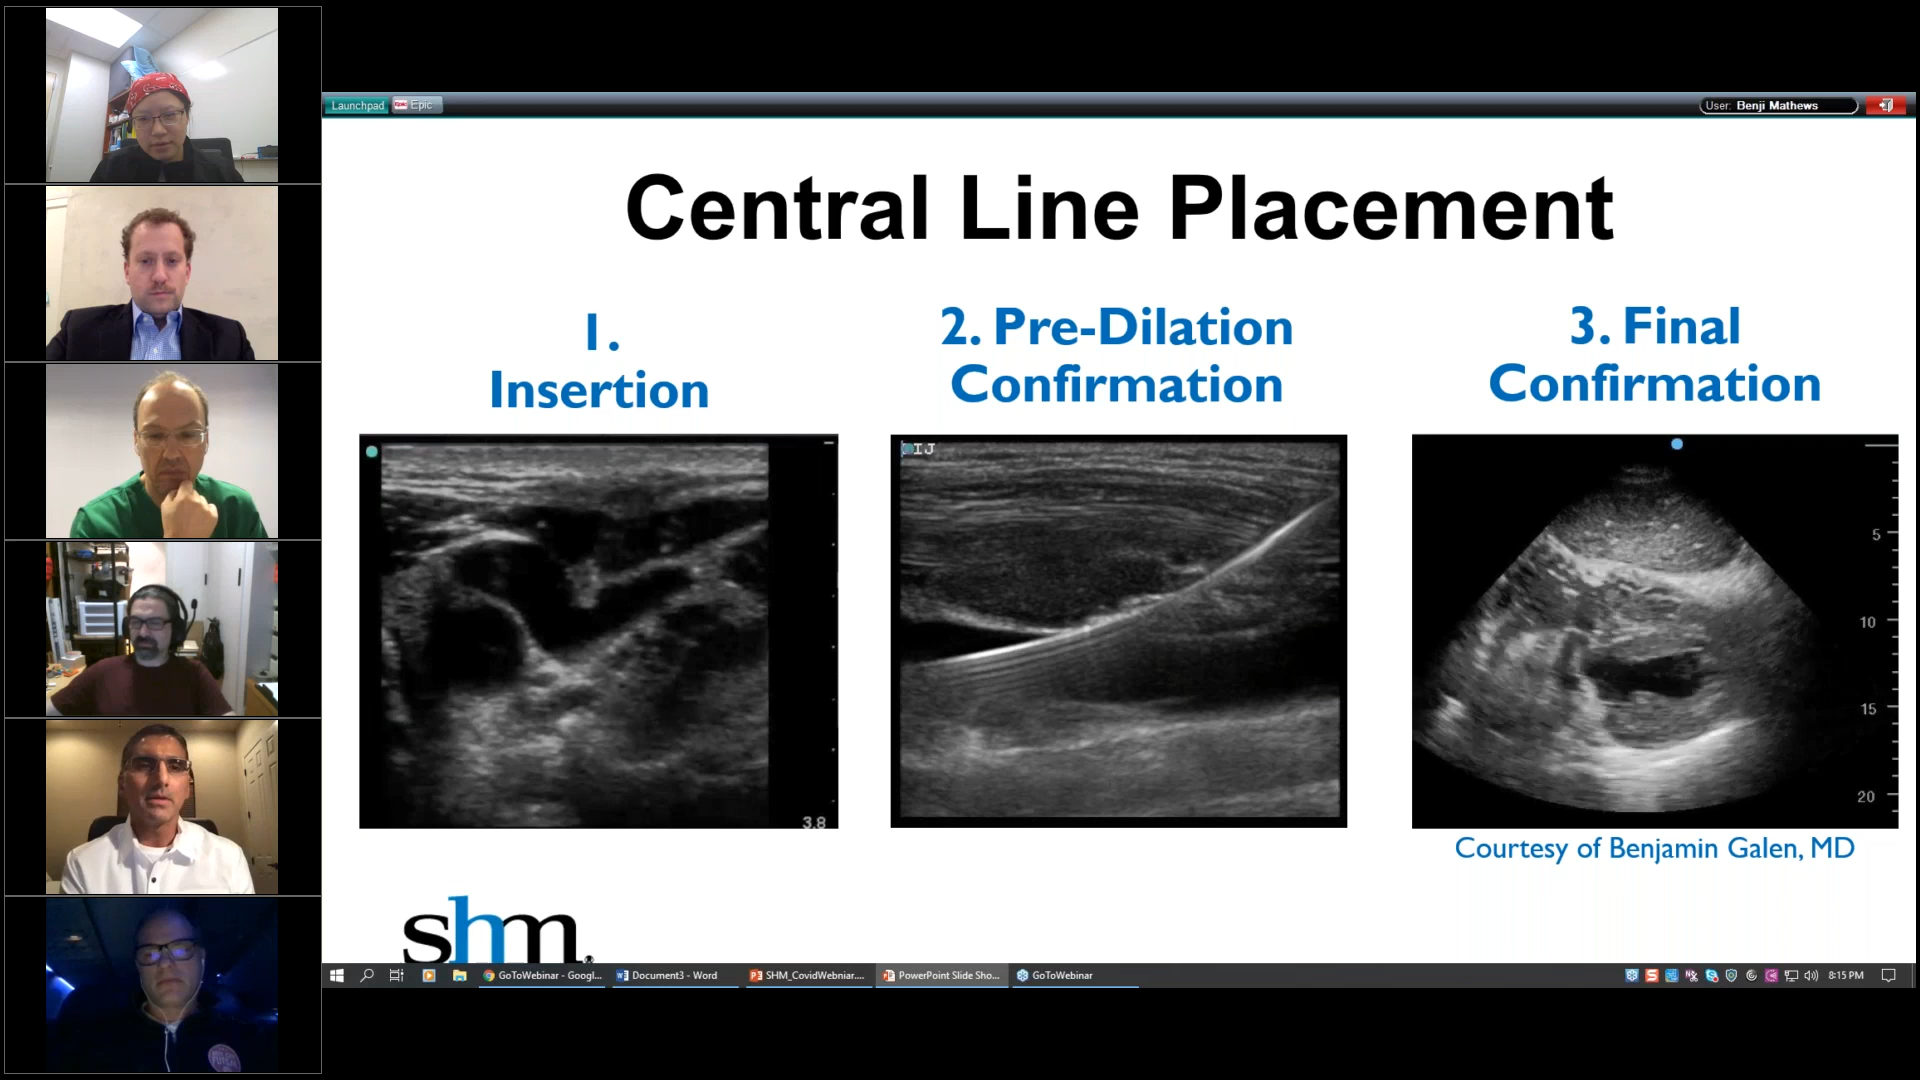 Launchpad Epic Epic User: Benji Mathews
Central Line Placement
1.
Insertion
2. Pre-Dilation
Confirmation
3. Final
Confirmation
IJ
3.8
5
10
15
20
Courtesy of Benjamin Galen, MD
shm
GoToWebinar - Googl... Document3 - Word SHM_CovidWebniar.... PowerPoint Slide Sho... GoToWebinar 8:15 PM